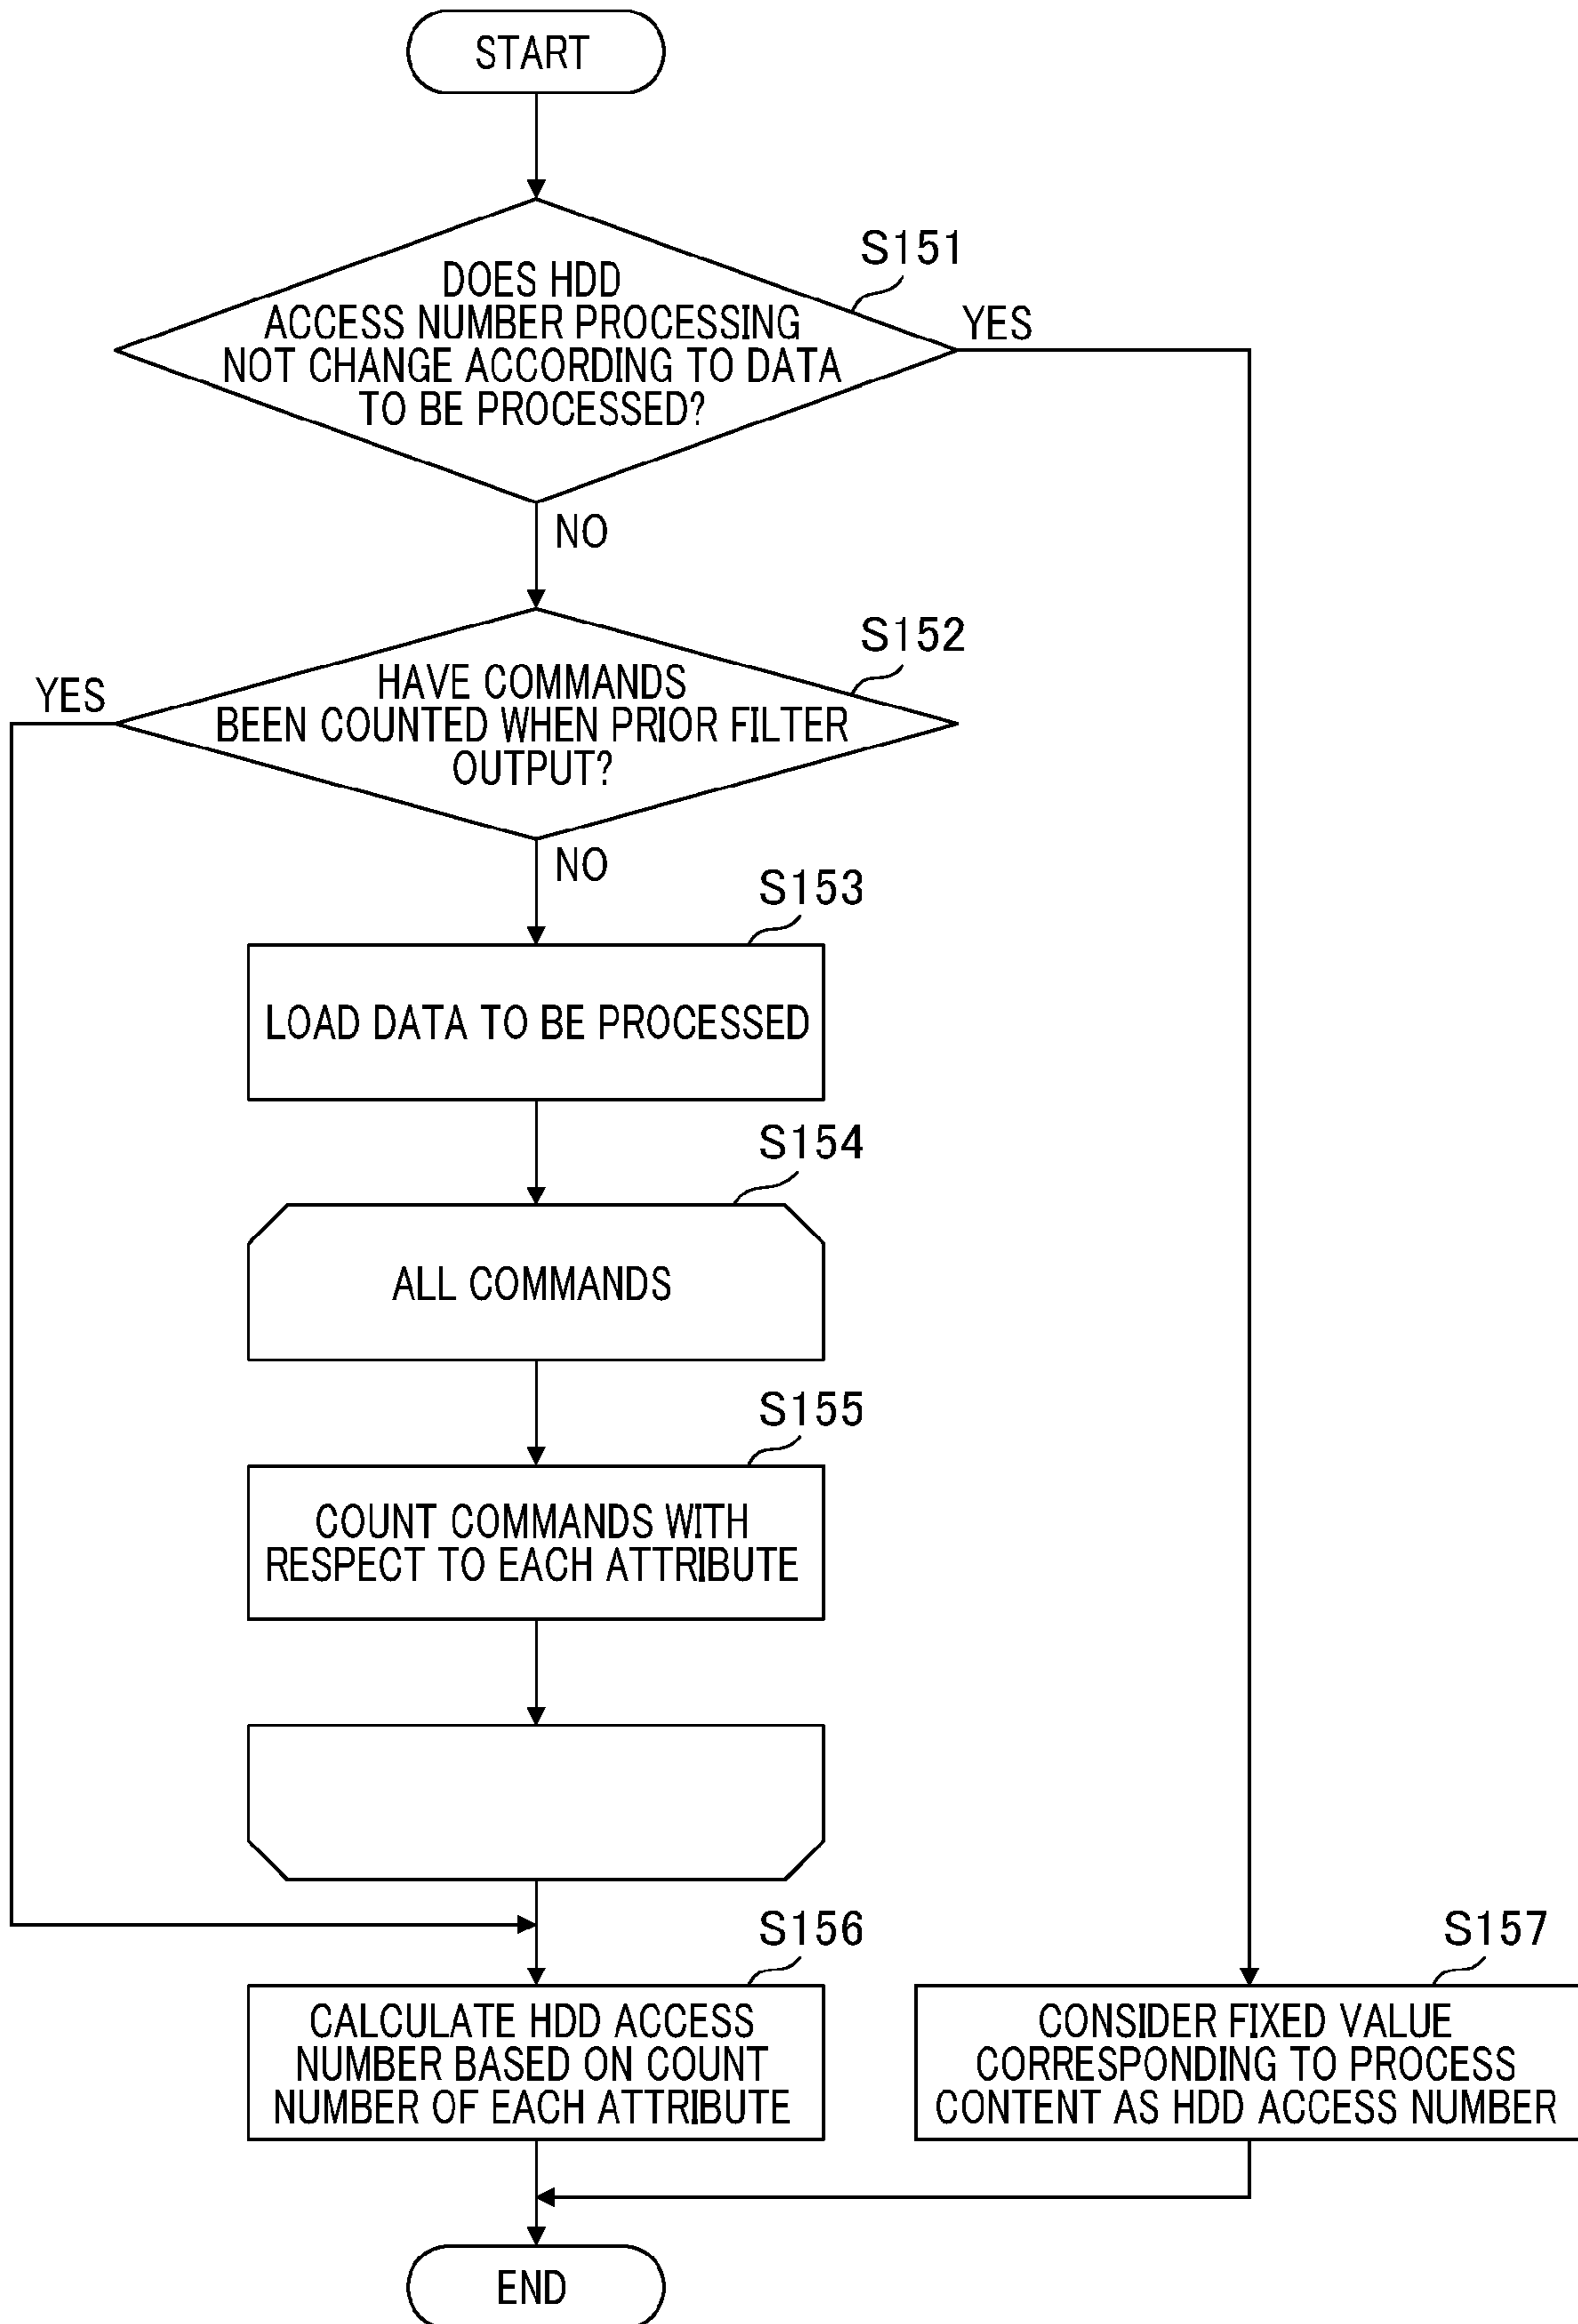 START
S151
DOES HDD
ACCESS NUMBER PROCESSING
NOT CHANGE ACCORDING TO DATA
TO BE PROCESSED?
YES
NO
S152
HAVE COMMANDS
BEEN COUNTED WHEN PRIOR FILTER
OUTPUT?
YES
NO
S153
LOAD DATA TO BE PROCESSED
S154
ALL COMMANDS
S155
COUNT COMMANDS WITH
RESPECT TO EACH ATTRIBUTE
S156
CALCULATE HDD ACCESS
NUMBER BASED ON COUNT
NUMBER OF EACH ATTRIBUTE
S157
CONSIDER FIXED VALUE
CORRESPONDING TO PROCESS
CONTENT AS HDD ACCESS NUMBER
END